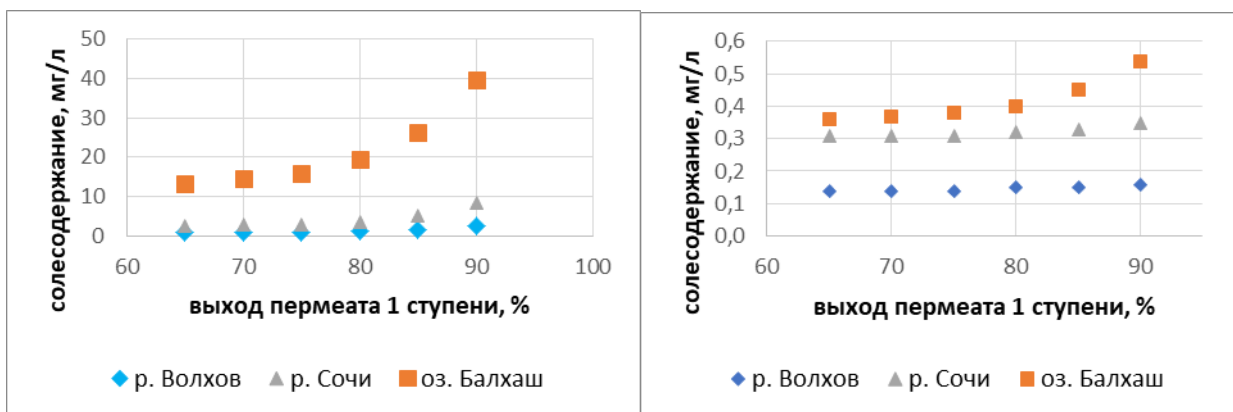 солесодержание, мг/л
50
40
30
20
10
0
60 70 80 90 100
выход пермеата 1 ступени, %
р. Волхов р. Сочи оз. Балхаш
солесодержание, мг/л
0,6
0,5
0,4
0,3
0,2
0,1
0,0
60 70 80 90
выход пермеата 1 ступени, %
р. Волхов р. Сочи оз. Балхаш